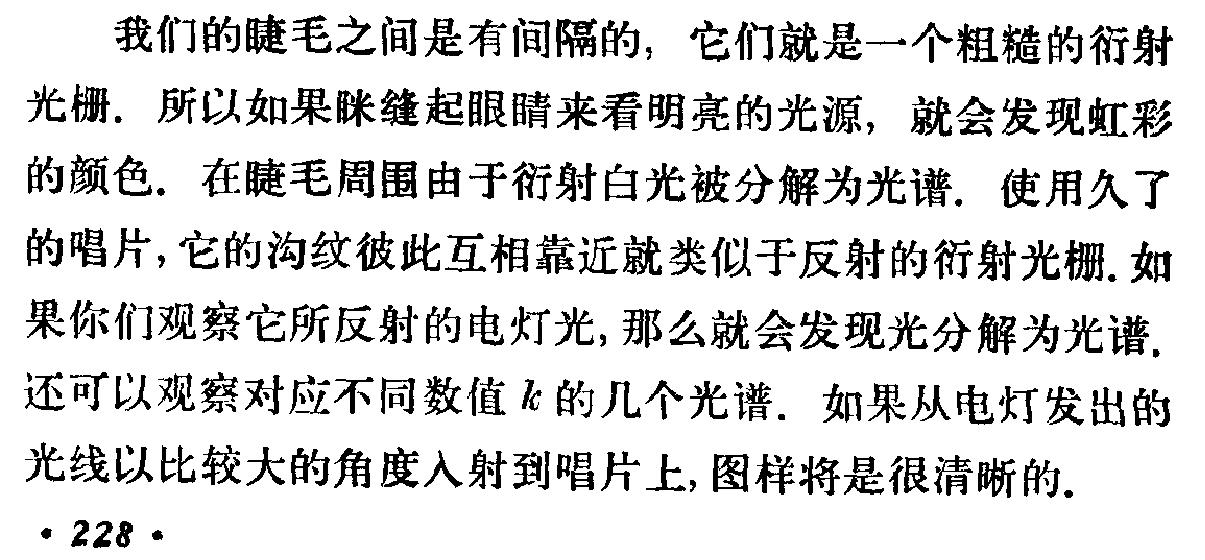 我们的睫毛之间是有间隔的，它们就是一个粗糙的衍射
光栅．所以如果眯缝起眼睛来看明亮的光源，就会发现虹彩
的颜色．在睫毛周围由于衍射白光被分解为光谱．使用久了
的唱片，它的沟纹彼此互相靠近就类似于反射的衍射光栅．如
果你们观察它所反射的电灯光，那么就会发现光分解为光谱．
还可以观察对应不同数值 k 的几个光谱．如果从电灯发出的
光线以比较大的角度入射到唱片上，图样将是很清晰的．
• 228 •